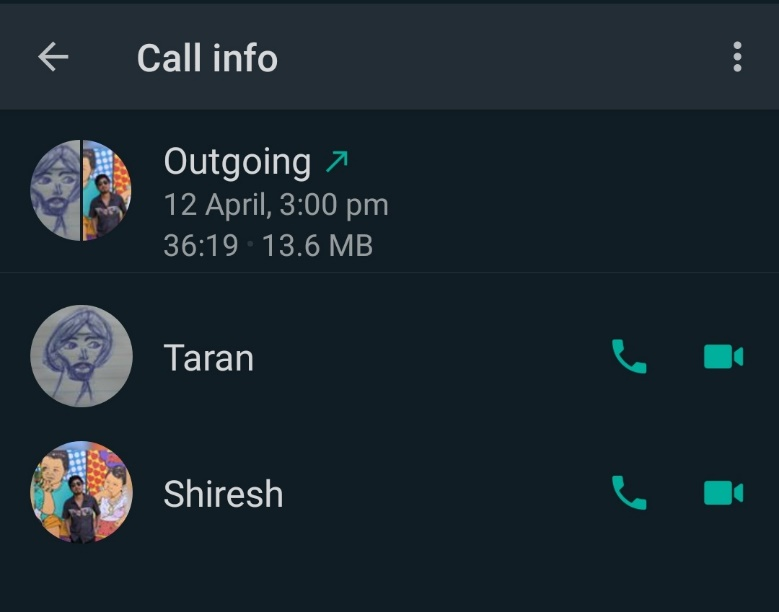 Call info
Outgoing
12 April, 3:00 pm
36:19 · 13.6 MB
Taran
Shiresh